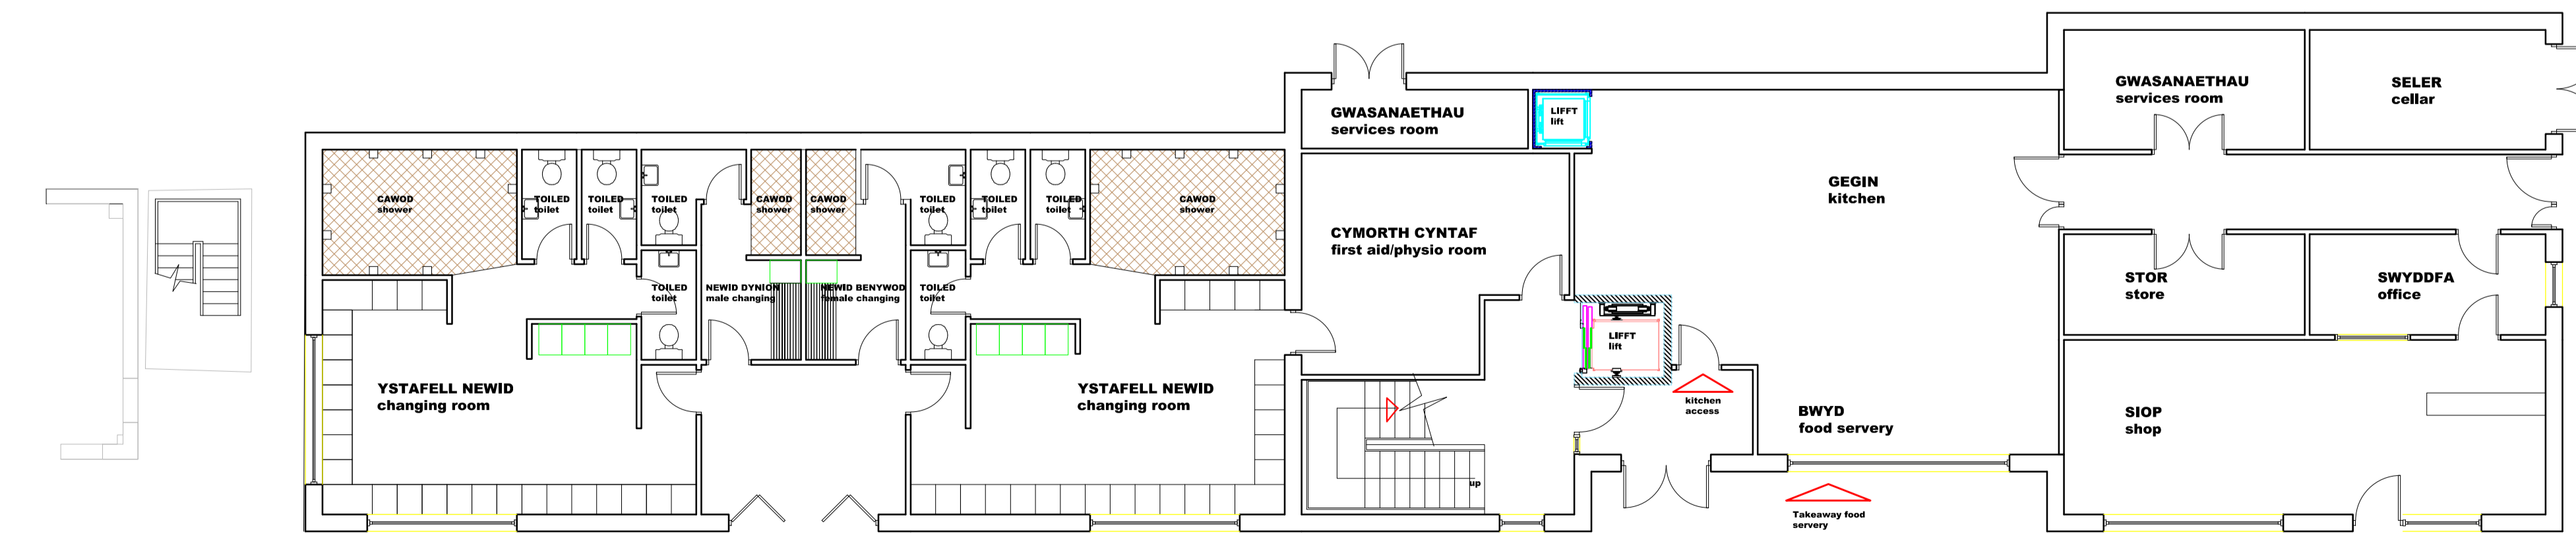 GWASANAETHAU
services room
SELER
cellar
GWASANAETHAU
services room
LIFFT
lift
CAWOD
shower
TOILED
toilet
TOILED
toilet
TOILED
toilet
CAWOD
shower
CAWOD
shower
TOILED
toilet
TOILED
toilet
TOILED
toilet
CAWOD
shower
GEGIN
kitchen
CYMORTH CYNTAF
first aid/physio room
TOILED
toilet
NEWID DYNION
male changing
NEWID BENYWOD
female changing
TOILED
toilet
STOR
store
SWYDDFA
office
LIFFT
lift
YSTAFELL NEWID
changing room
YSTAFELL NEWID
changing room
kitchen
access
BWYD
food servery
SIOP
shop
up
Takeaway food
servery